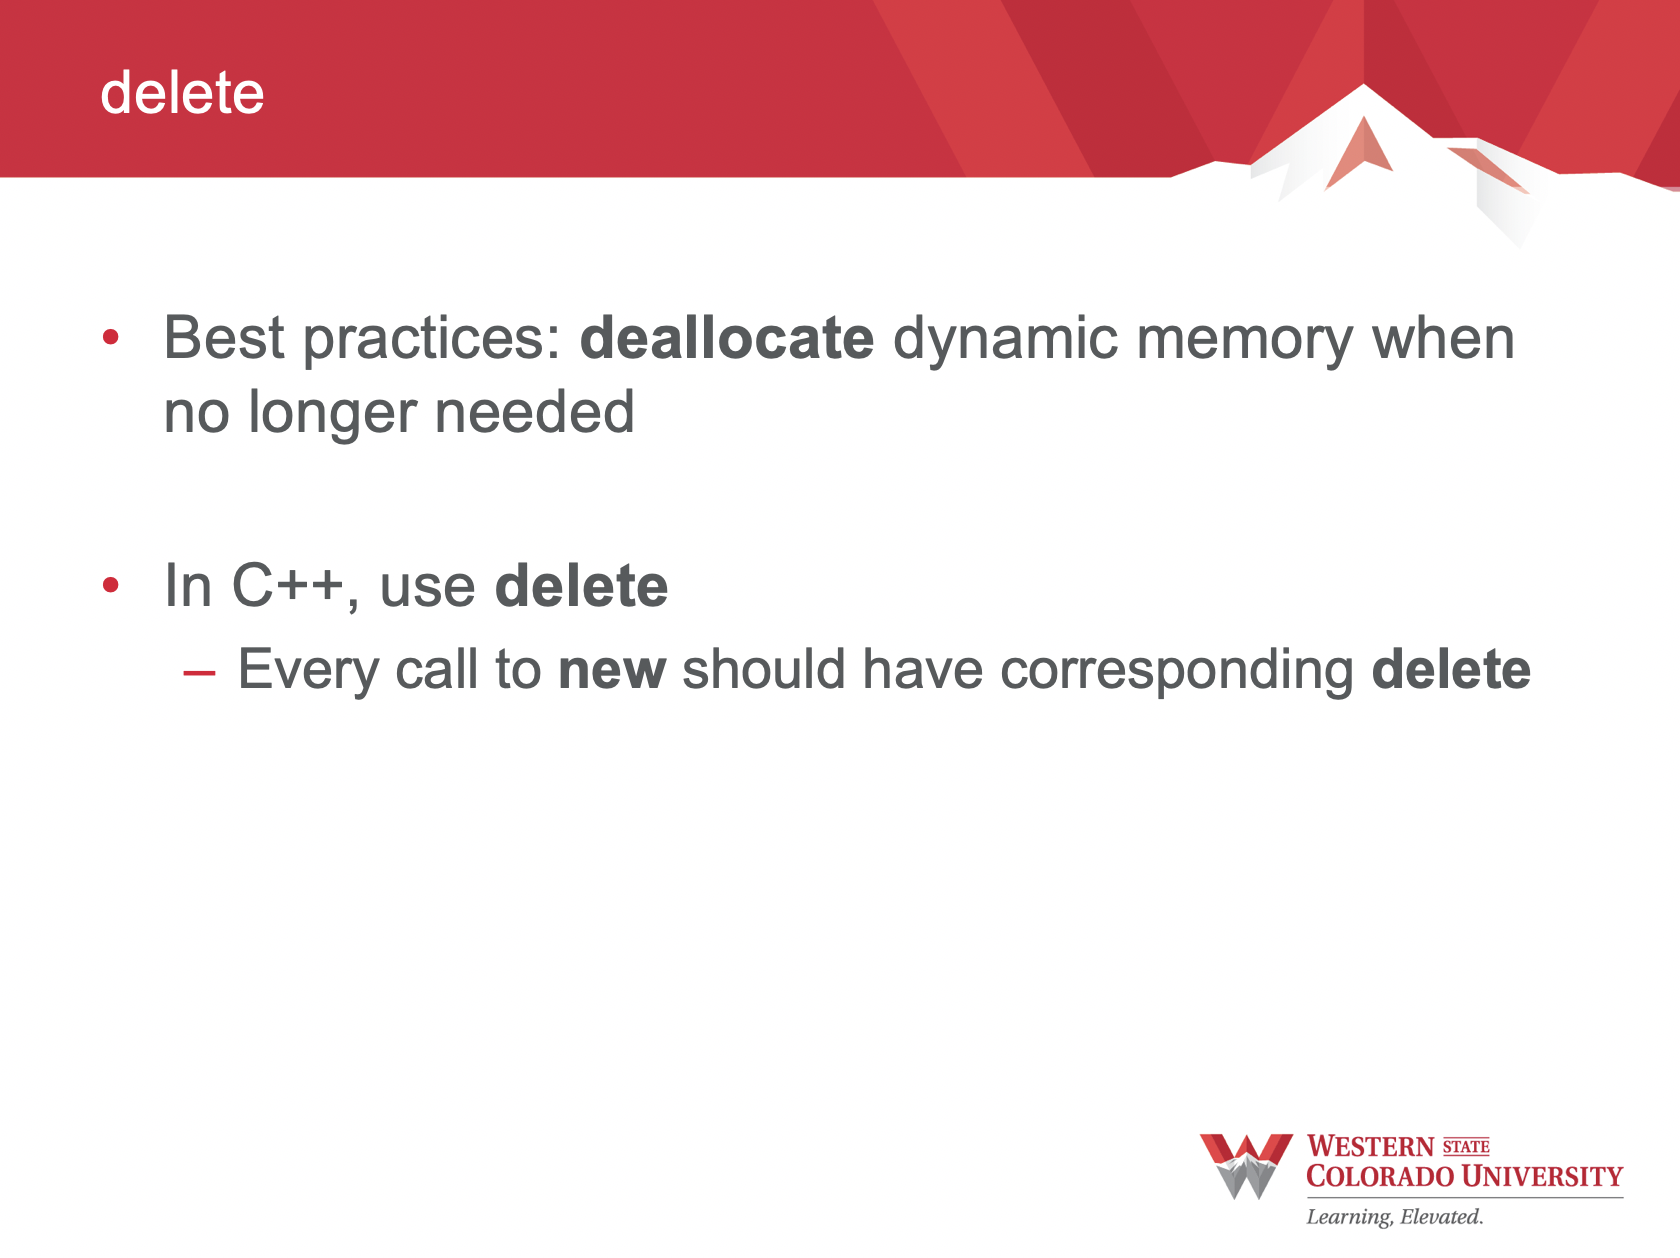 delete
• Best practices: deallocate dynamic memory when
no longer needed
• In C++, use delete
– Every call to new should have corresponding delete
WESTERN STATE
COLORADO UNIVERSITY
Learning, Elevated.